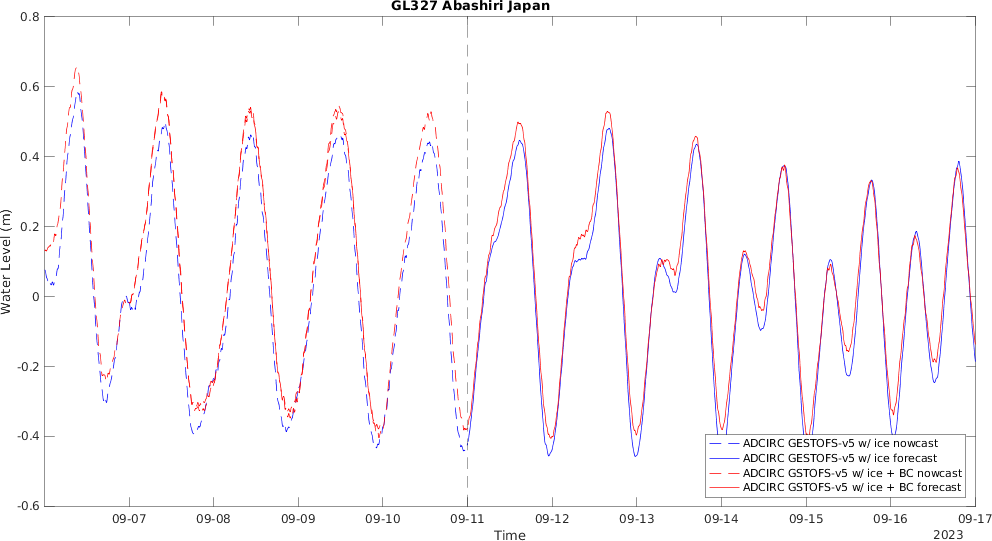 GL327 Abashiri Japan
0.8
0.6
0.4
0.2
0
-0.2
-0.4
-0.6
Water Level (m)
ADCIRC GESTOFS-v5 w/ ice nowcast
ADCIRC GESTOFS-v5 w/ ice forecast
ADCIRC GSTOFS-v5 w/ ice + BC nowcast
ADCIRC GSTOFS-v5 w/ ice + BC forecast
09-07 09-08 09-09 09-10 09-11 09-12 09-13 09-14 09-15 09-16 09-17
Time
2023